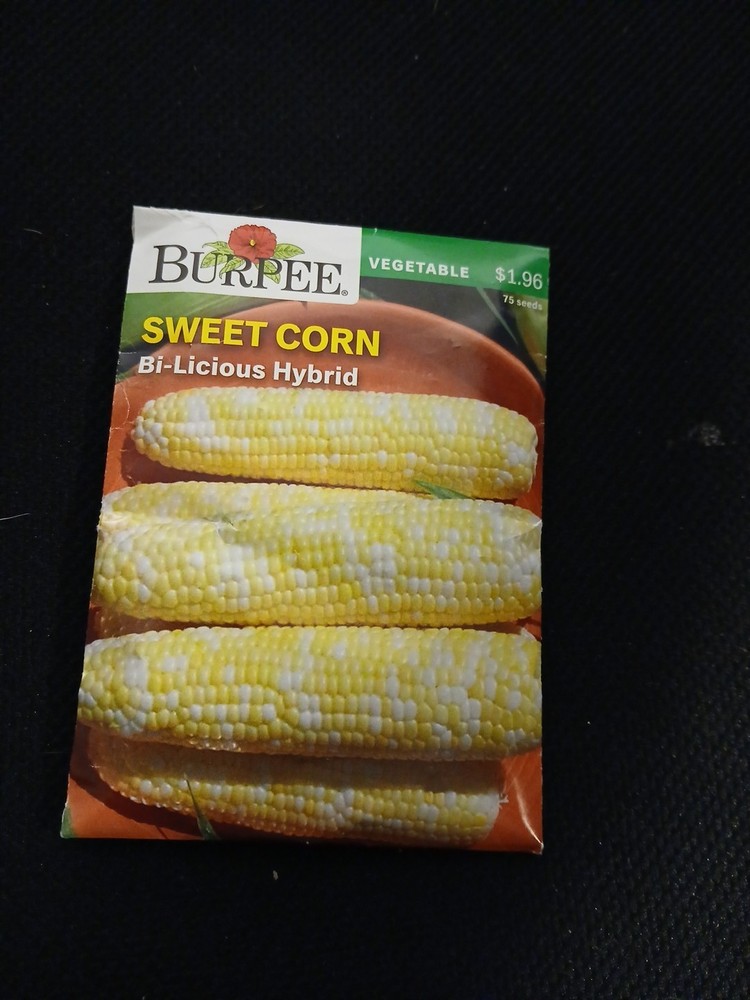 BURPEE®
VEGETABLE
$1.96
75 seeds
SWEET CORN
Bi-Licious Hybrid